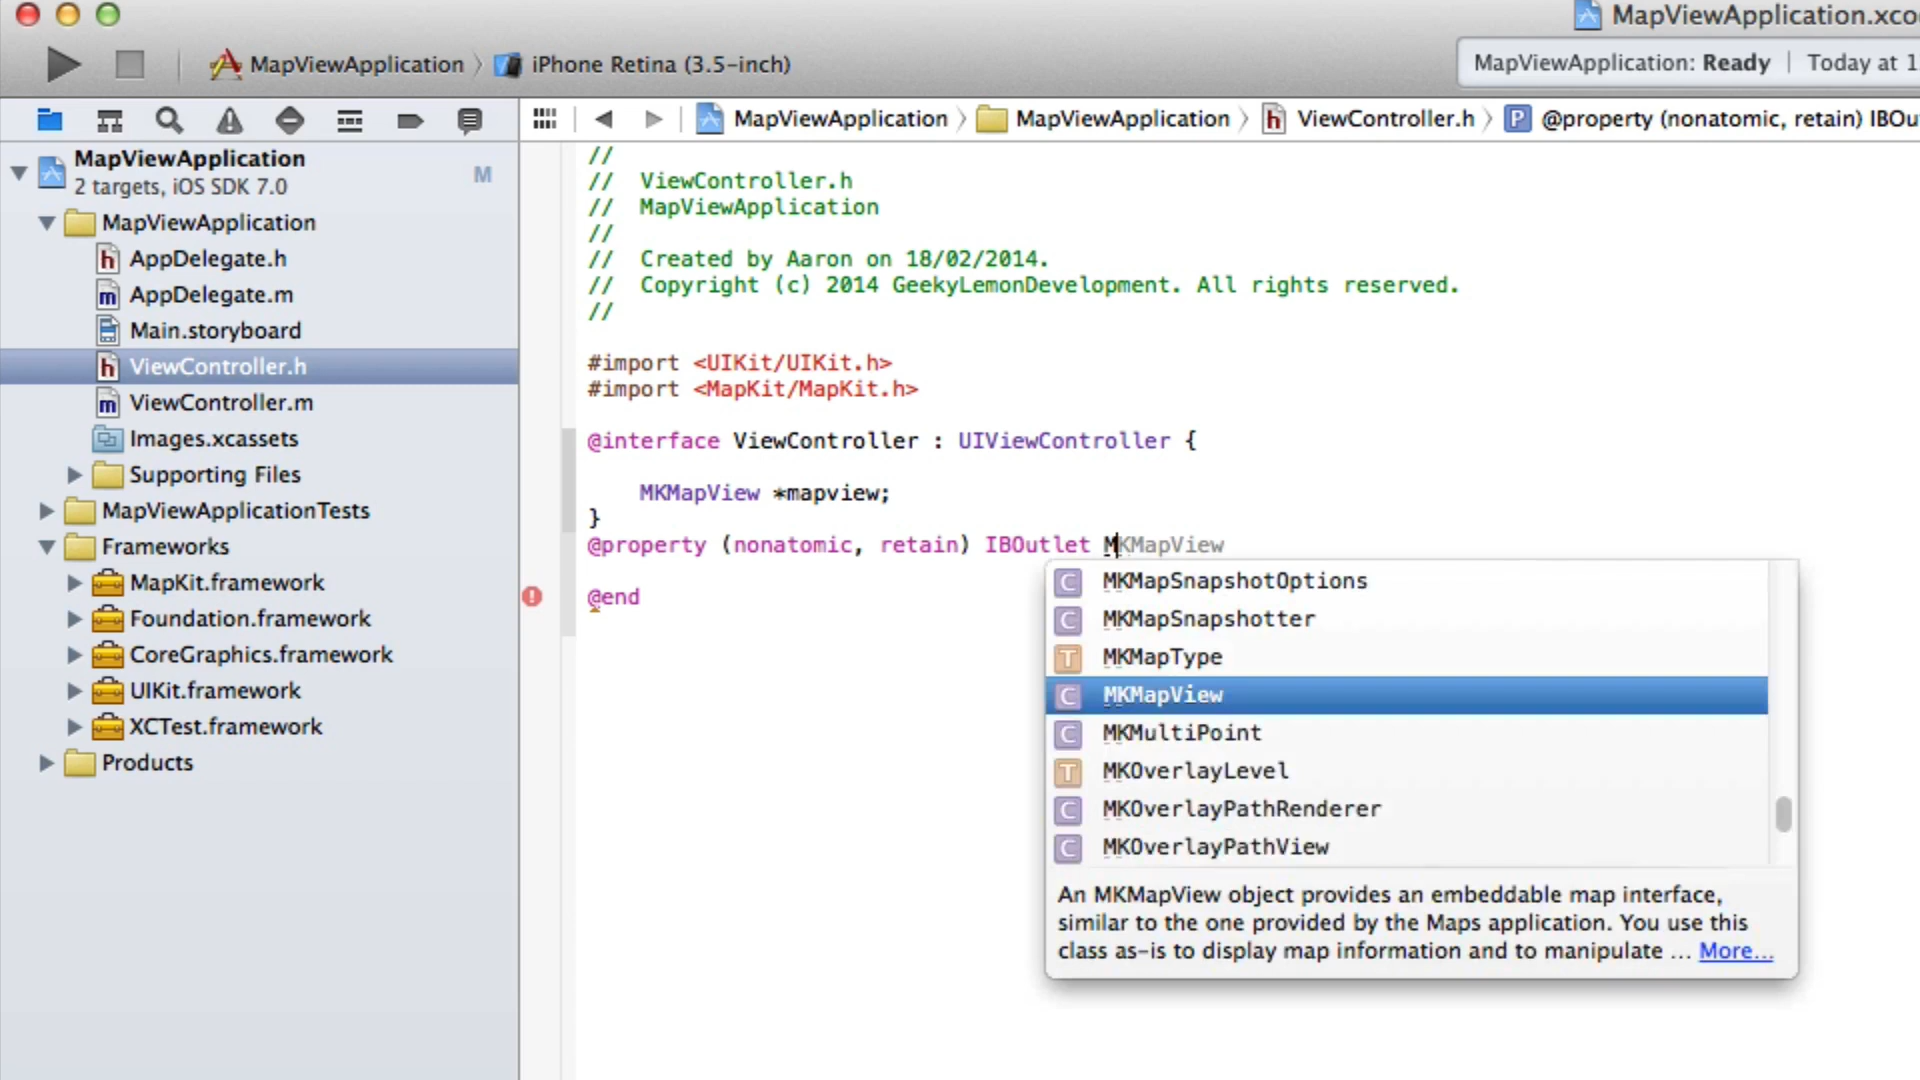 MapViewApplication.xco
MapViewApplication
iPhone Retina (3.5-inch)
MapViewApplication: Ready
Today at 1
MapViewApplication
MapViewApplication
ViewController.h
@property (nonatomic, retain) IBOu
MapViewApplication
2 targets, iOS SDK 7.0
M
MapViewApplication
AppDelegate.h
AppDelegate.m
Main.storyboard
ViewController.h
ViewController.m
Images.xcassets
Supporting Files
MapViewApplicationTests
Frameworks
MapKit.framework
Foundation.framework
CoreGraphics.framework
UIKit.framework
XCTest.framework
Products
//
// ViewController.h
// MapViewApplication
//
// Created by Aaron on 18/02/2014.
// Copyright (c) 2014 GeekyLemonDevelopment. All rights reserved.
//
#import <UIKit/UIKit.h>
#import <MapKit/MapKit.h>
@interface ViewController : UIViewController {
MKMapView *mapview;
}
@property (nonatomic, retain) IBOutlet MKMapView
@end
C MKMapSnapshotOptions
C MKMapSnapshotter
T MKMapType
C MKMapView
C MKMultiPoint
T MKOverlayLevel
C MKOverlayPathRenderer
C MKOverlayPathView
An MKMapView object provides an embeddable map interface,
similar to the one provided by the Maps application. You use this
class as-is to display map information and to manipulate ... More...